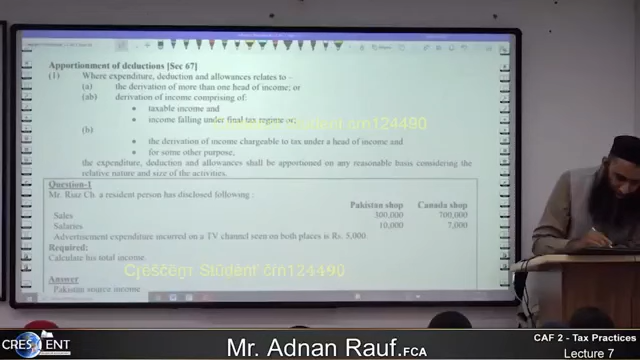 Apportionment of deductions [Sec 67]
(1) Where expenditure, deduction and allowances relates to –
(a) the derivation of more than one head of income; or
(ab) derivation of income comprising of:
• taxable income and
• income falling under final tax regime or;
(b)
• the derivation of income chargeable to tax under a head of income and
• for some other purpose,
the expenditure, deduction and allowances shall be apportioned on any reasonable basis considering the relative nature and size of the activities.
Question-1
Mr. Riaz Ch. a resident person has disclosed following :
Pakistan shop Canada shop
Sales 300,000 700,000
Salaries 10,000 7,000
Advertisement expenditure incurred on a TV channel seen on both places is Rs. 5,000
Required:
Calculate his total income.
Answer
Pakistan source income
crn124490
CRESCENT
Mr. Adnan Rauf.FCA
CAF 2 - Tax Practices
Lecture 7